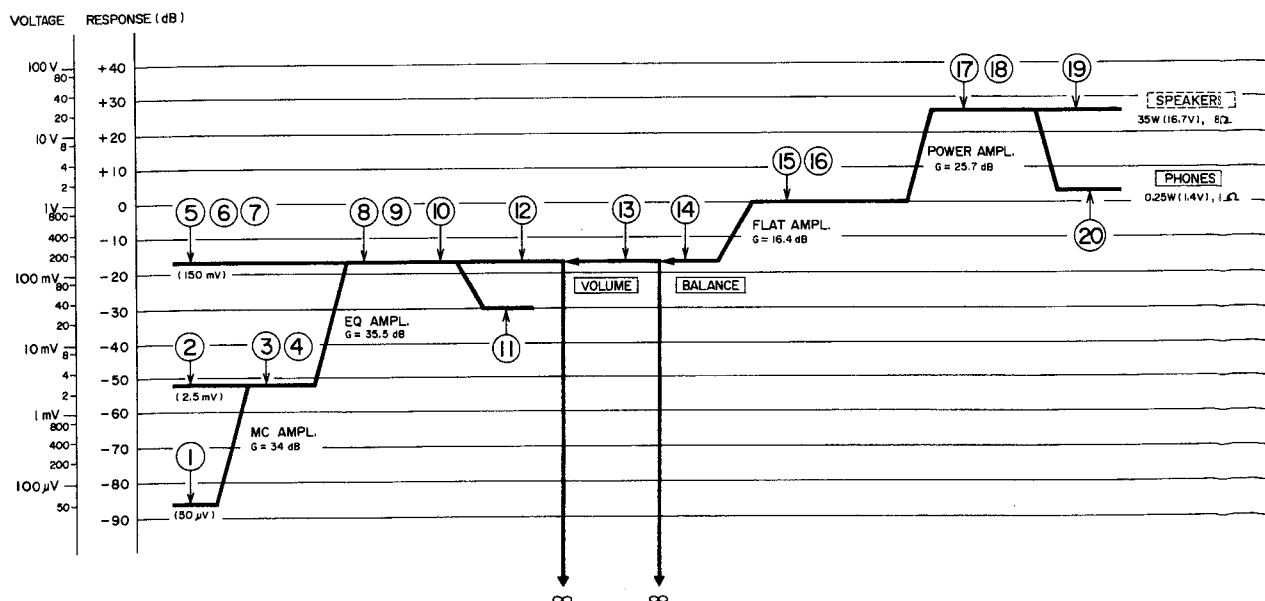 VOLTAGE RESPONSE (dB)
100 V
80
40
20
10 V
8
4
2
1 V
800
400
200
100 mV
80
40
20
10 mV
8
4
2
1 mV
800
400
200
100 μV
50
+40
+30
+20
+10
0
-10
-20
-30
-40
-50
-60
-70
-80
-90
1
2
3 4
5 6 7
8 9
10
11
12
13
14
15 16
17 18
19
20
(150 mV)
(2.5 mV)
(50 μV)
MC AMPL.
G = 34 dB
EQ AMPL.
G = 35.5 dB
VOLUME
BALANCE
∞
∞
FLAT AMPL.
G = 16.4 dB
POWER AMPL.
G = 25.7 dB
SPEAKERS
35W (16.7V), 8Ω
PHONES
0.25W (1.4V),